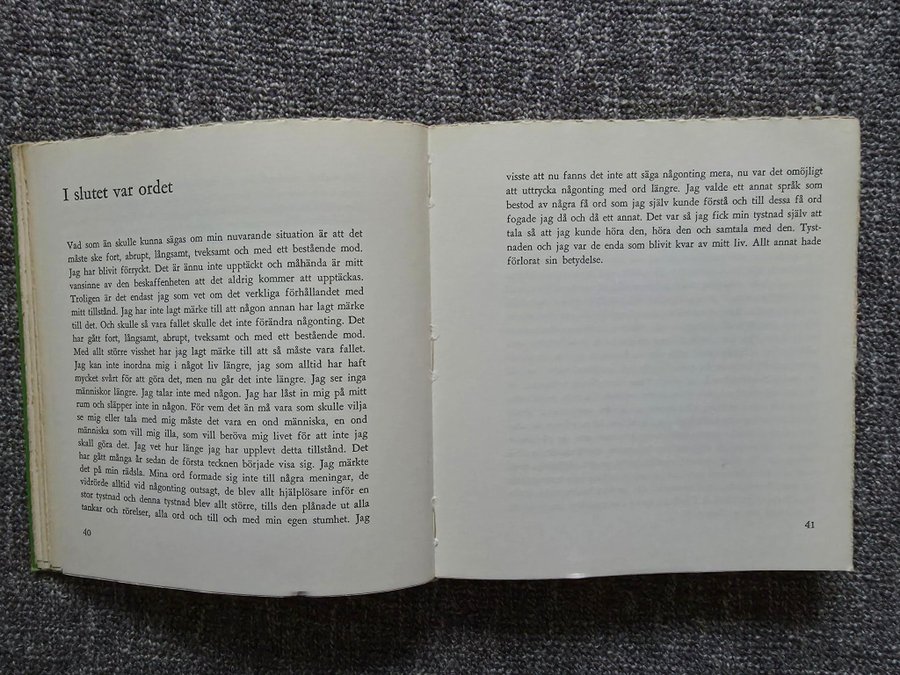 I slutet var ordet
Vad som än skulle kunna sägas om min nuvarande situation är att det
måste ske fort, abrupt, långsamt, tveksamt och med ett bestående mod.
Jag har blivit förryckt. Det är ännu inte upptäckt och måhända är mitt
vansinne av den beskaffenheten att det aldrig kommer att upptäckas.
Troligen är det endast jag som vet om det verkliga förhållandet med
mitt tillstånd. Jag har inte lagt märke till att någon annan har lagt märke
till det. Och skulle så vara fallet skulle det inte förändra någonting. Det
har gått fort, långsamt, abrupt, tveksamt och med ett bestående mod.
Med allt större visshet har jag lagt märke till att så måste vara fallet.
Jag kan inte inordna mig i något liv längre, jag som alltid har haft
mycket svårt för att göra det, men nu går det inte längre. Jag ser inga
människor längre. Jag talar inte med någon. Jag har låst in mig på mitt
rum och släpper inte in någon. För vem det än må vara som skulle vilja
se mig eller tala med mig måste det vara en ond människa, en ond
människa som vill mig illa, som vill beröva mig livet för att inte jag
skall göra det. Jag vet hur länge jag har upplevt detta tillstånd. Det
har gått många år sedan de första tecknen började visa sig. Jag märkte
det på min rädsla. Mina ord formade sig inte till några meningar, de
vidrörde alltid vid någonting outsagt, de blev allt hjälplösare inför en
stor tystnad och denna tystnad blev allt större, tills den plånade ut alla
tankar och rörelser, alla ord och till och med min egen stumhet. Jag
40
visste att nu fanns det inte att säga någonting mera, nu var det omöjligt
att uttrycka någonting med ord längre. Jag valde ett annat språk som
bestod av några få ord som jag själv kunde förstå och till dessa få ord
fogade jag då och då ett annat. Det var så jag fick min tystnad själv att
tala så att jag kunde höra den, höra den och samtala med den. Tyst-
naden och jag var de enda som blivit kvar av mitt liv. Allt annat hade
förlorat sin betydelse.
41